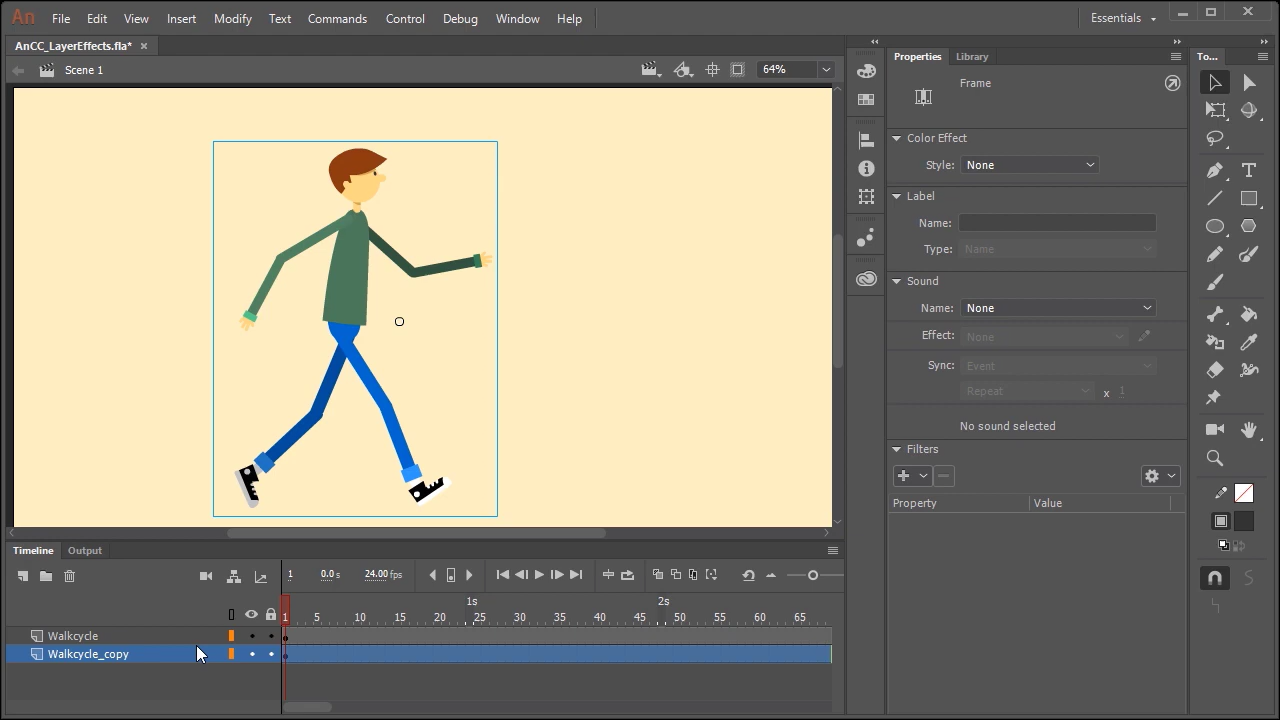 An File Edit View Insert Modify Text Commands Control Debug Window Help Essentials
AnCC_LayerEffects.fla* ×
Scene 1 64%
Properties Library To...
Frame
Color Effect
Style: None
Label
Name:
Type: Name
Sound
Name: None
Effect: None
Sync: Event
Repeat x 1
No sound selected
Filters
Property Value
Timeline Output
1 0.0 s 24.00 fps
1s 2s
1 5 10 15 20 25 30 35 40 45 50 55 60 65
Walkcycle
Walkcycle_copy